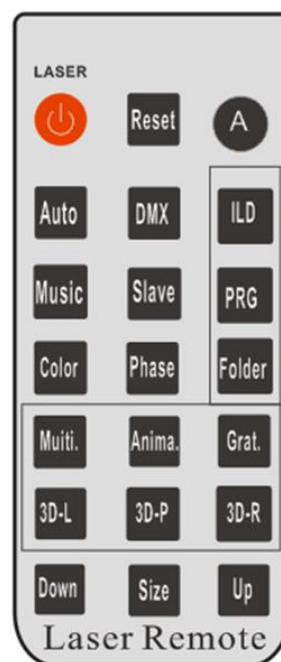 LASER
Reset A
Auto DMX ILD
Music Slave PRG
Color Phase Folder
Muiti. Anima. Grat.
3D-L 3D-P 3D-R
Down Size Up
Laser Remote